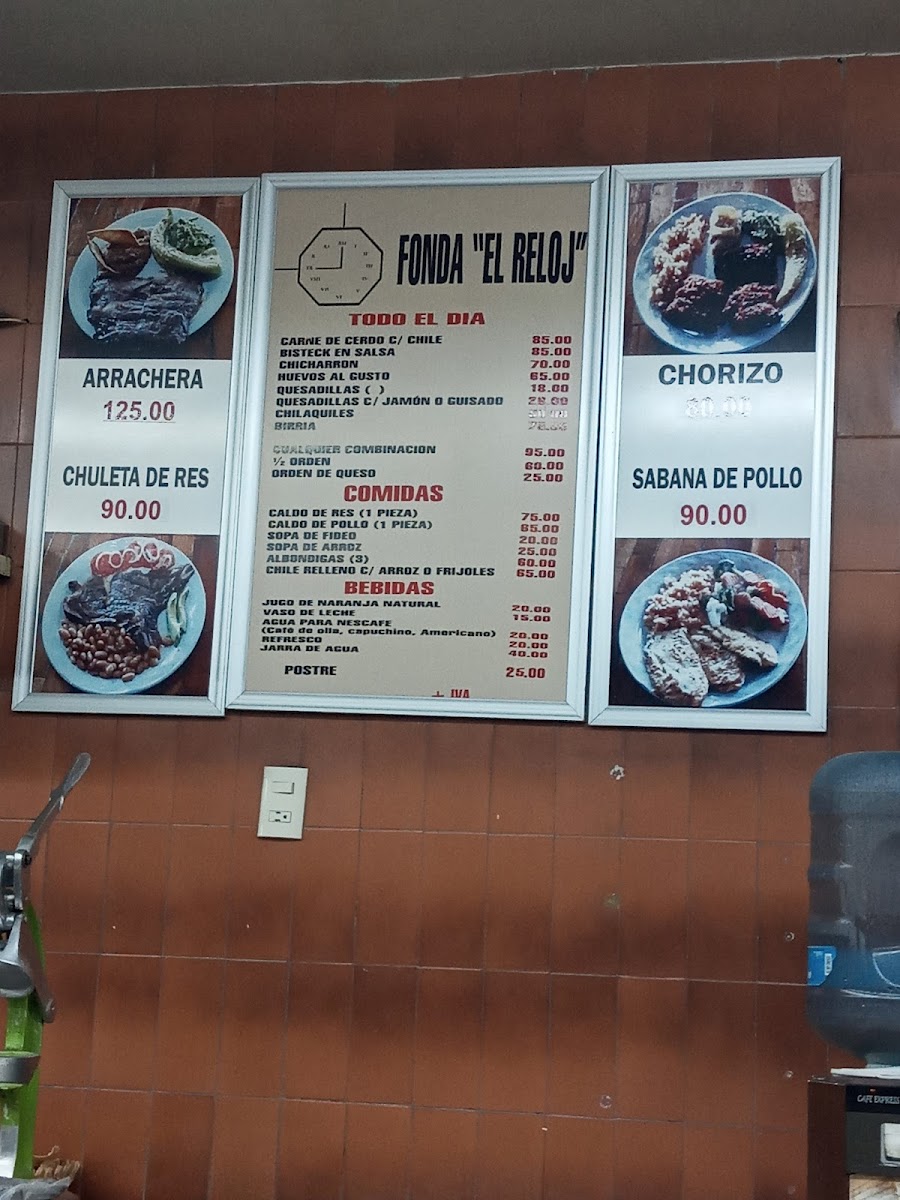 ARRACHERA
125.00
CHULETA DE RES
90.00
FONDA "EL RELOJ"
TODO EL DIA
CARNE DE CERDO C/ CHILE 85.00
BISTECK EN SALSA 85.00
CHICHARRON 70.00
HUEVOS AL GUSTO 65.00
QUESADILLAS ( ) 18.00
QUESADILLAS C/ JAMÓN O GUISADO
CHILAQUILES
BIRRIA
CUALQUIER COMBINACION 95.00
½ ORDEN 60.00
ORDEN DE QUESO 25.00
COMIDAS
CALDO DE RES (1 PIEZA) 75.00
CALDO DE POLLO (1 PIEZA) 65.00
SOPA DE FIDEO 20.00
SOPA DE ARROZ 25.00
ALBONDIGAS (3) 60.00
CHILE RELLENO C/ ARROZ O FRIJOLES 65.00
BEBIDAS
JUGO DE NARANJA NATURAL 20.00
VASO DE LECHE 15.00
AGUA PARA NESCAFE
(Café de olla, capuchino, Americano) 20.00
REFRESCO 20.00
JARRA DE AGUA 40.00
POSTRE 25.00
+ IVA
CHORIZO
80.00
SABANA DE POLLO
90.00
CAFE EXPRESS